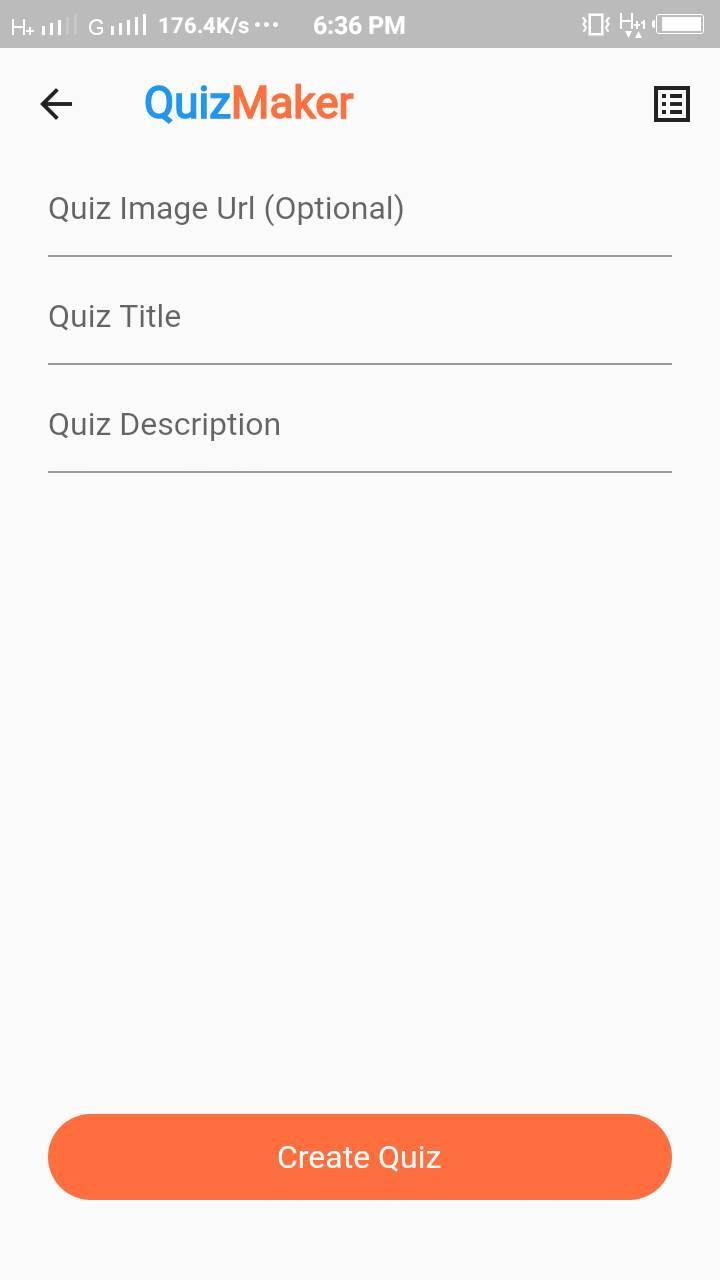 H+ G 176.4K/s ... 6:36 PM H+1
QuizMaker
Quiz Image Url (Optional)
Quiz Title
Quiz Description
Create Quiz